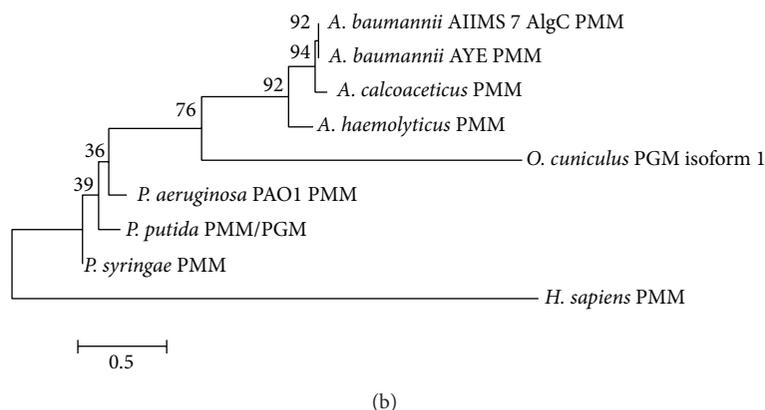 92 A. baumannii AIIMS 7 AlgC PMM
94 A. baumannii AYE PMM
92 A. calcoaceticus PMM
76
A. haemolyticus PMM
36 O. cuniculus PGM isoform 1
39 P. aeruginosa PAO1 PMM
P. putida PMM/PGM
P. syringae PMM
H. sapiens PMM
0.5
(b)